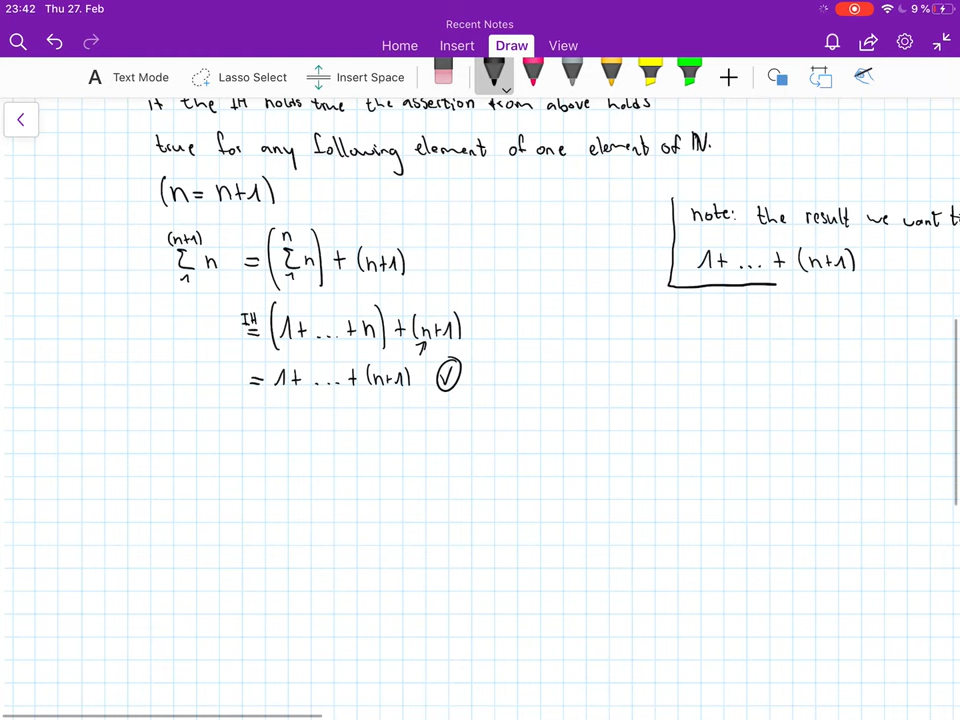 23:42 Thu 27. Feb
9 %
Recent Notes
Home Insert Draw View
A Text Mode Lasso Select Insert Space
if the IH holds true the assertion from above holds
true for any following element of one element of ℕ.
(n = n+1)
note: the result we want t
1+ ... + (n+1)
(n+1)
Σ n = (Σ n) + (n+1)
1 n 1
IH
= (1+ ... +n) + (n+1)
↑
= 1+ ... + (n+1) ✓